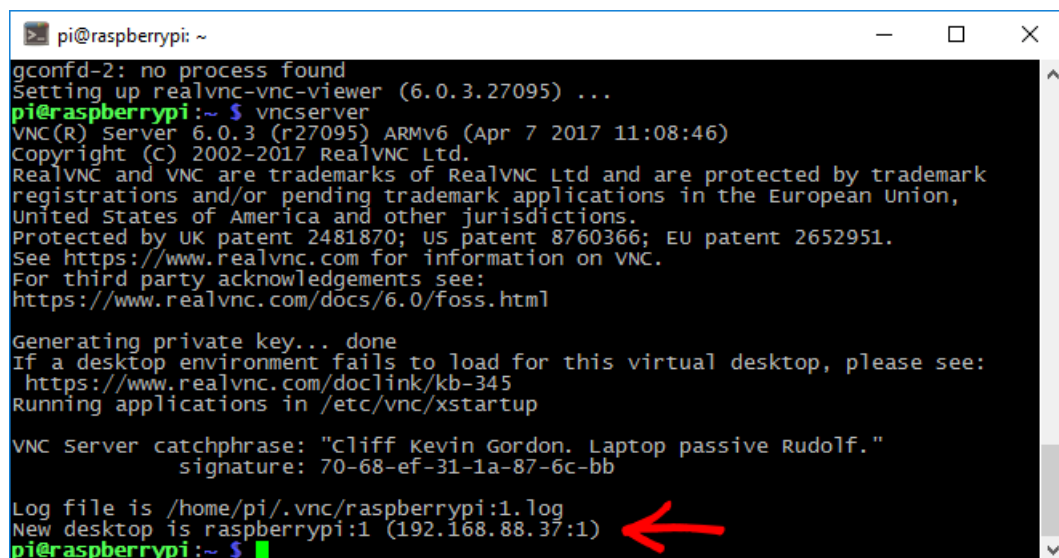 pi@raspberrypi: ~
gconfd-2: no process found
Setting up realvnc-vnc-viewer (6.0.3.27095) ...
pi@raspberrypi:~ $ vncserver
VNC(R) Server 6.0.3 (r27095) ARMv6 (Apr 7 2017 11:08:46)
Copyright (C) 2002-2017 RealVNC Ltd.
RealVNC and VNC are trademarks of RealVNC Ltd and are protected by trademark
registrations and/or pending trademark applications in the European Union,
United States of America and other jurisdictions.
Protected by UK patent 2481870; US patent 8760366; EU patent 2652951.
See https://www.realvnc.com for information on VNC.
For third party acknowledgements see:
https://www.realvnc.com/docs/6.0/foss.html
Generating private key... done
If a desktop environment fails to load for this virtual desktop, please see:
https://www.realvnc.com/doclink/kb-345
Running applications in /etc/vnc/xstartup
VNC Server catchphrase: "Cliff Kevin Gordon. Laptop passive Rudolf."
signature: 70-68-ef-31-1a-87-6c-bb
Log file is /home/pi/.vnc/raspberrypi:1.log
New desktop is raspberrypi:1 (192.168.88.37:1)
pi@raspberrypi:~ $